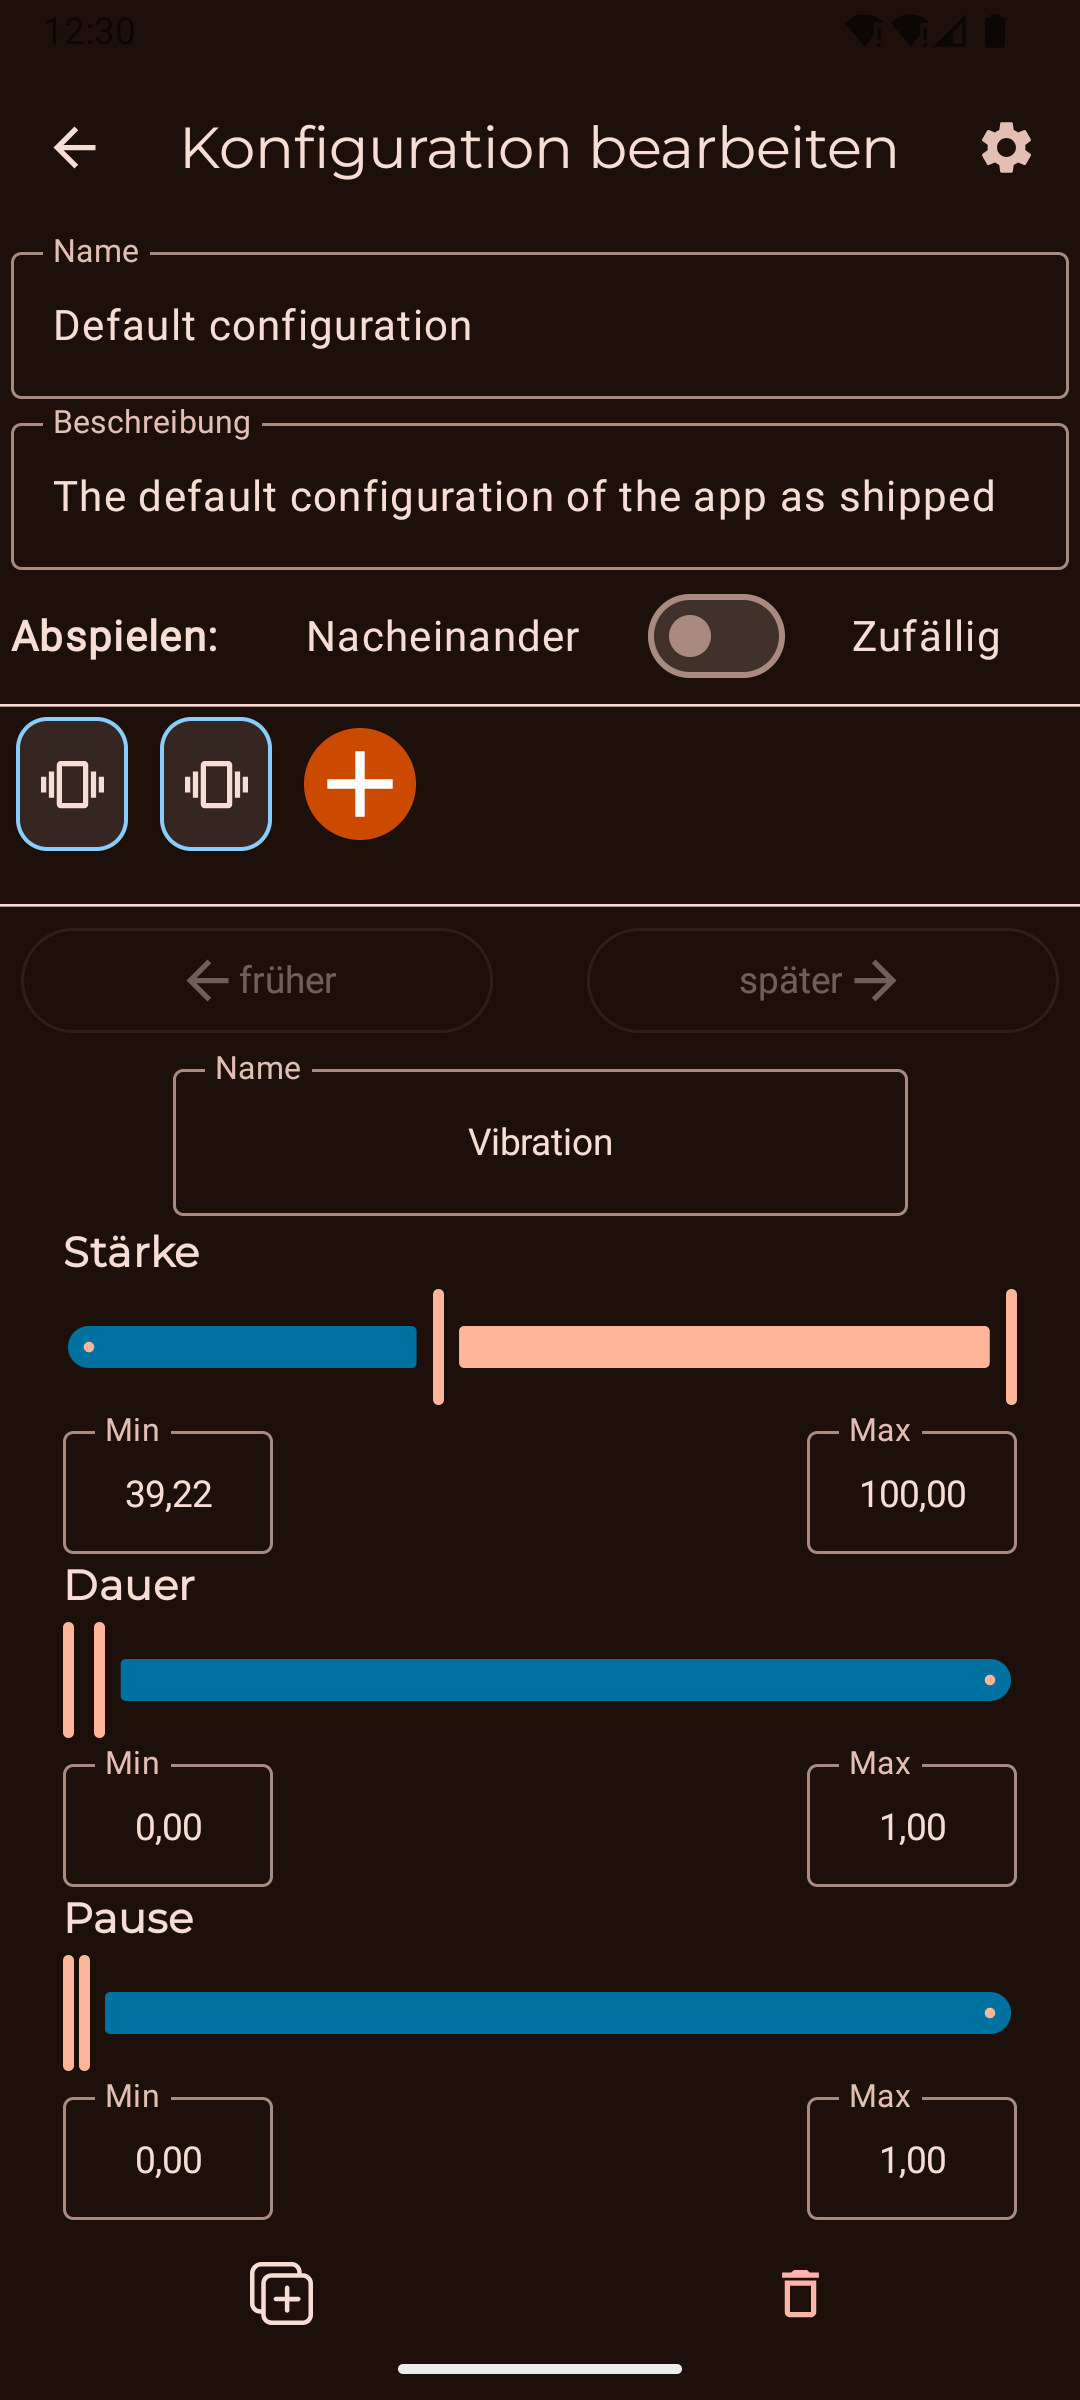 12:30
Konfiguration bearbeiten
Name
Default configuration
Beschreibung
The default configuration of the app as shipped
Abspielen: Nacheinander Zufällig
früher später
Name
Vibration
Stärke
Min Max
39,22 100,00
Dauer
Min Max
0,00 1,00
Pause
Min Max
0,00 1,00